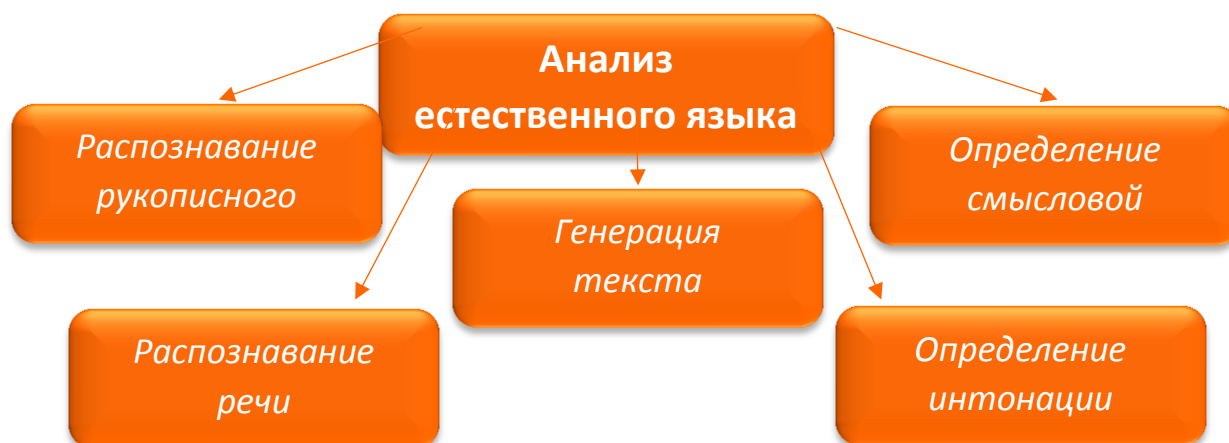 Анализ
естественного языка
Распознавание
рукописного
Определение
смысловой
Генерация
текста
Распознавание
речи
Определение
интонации